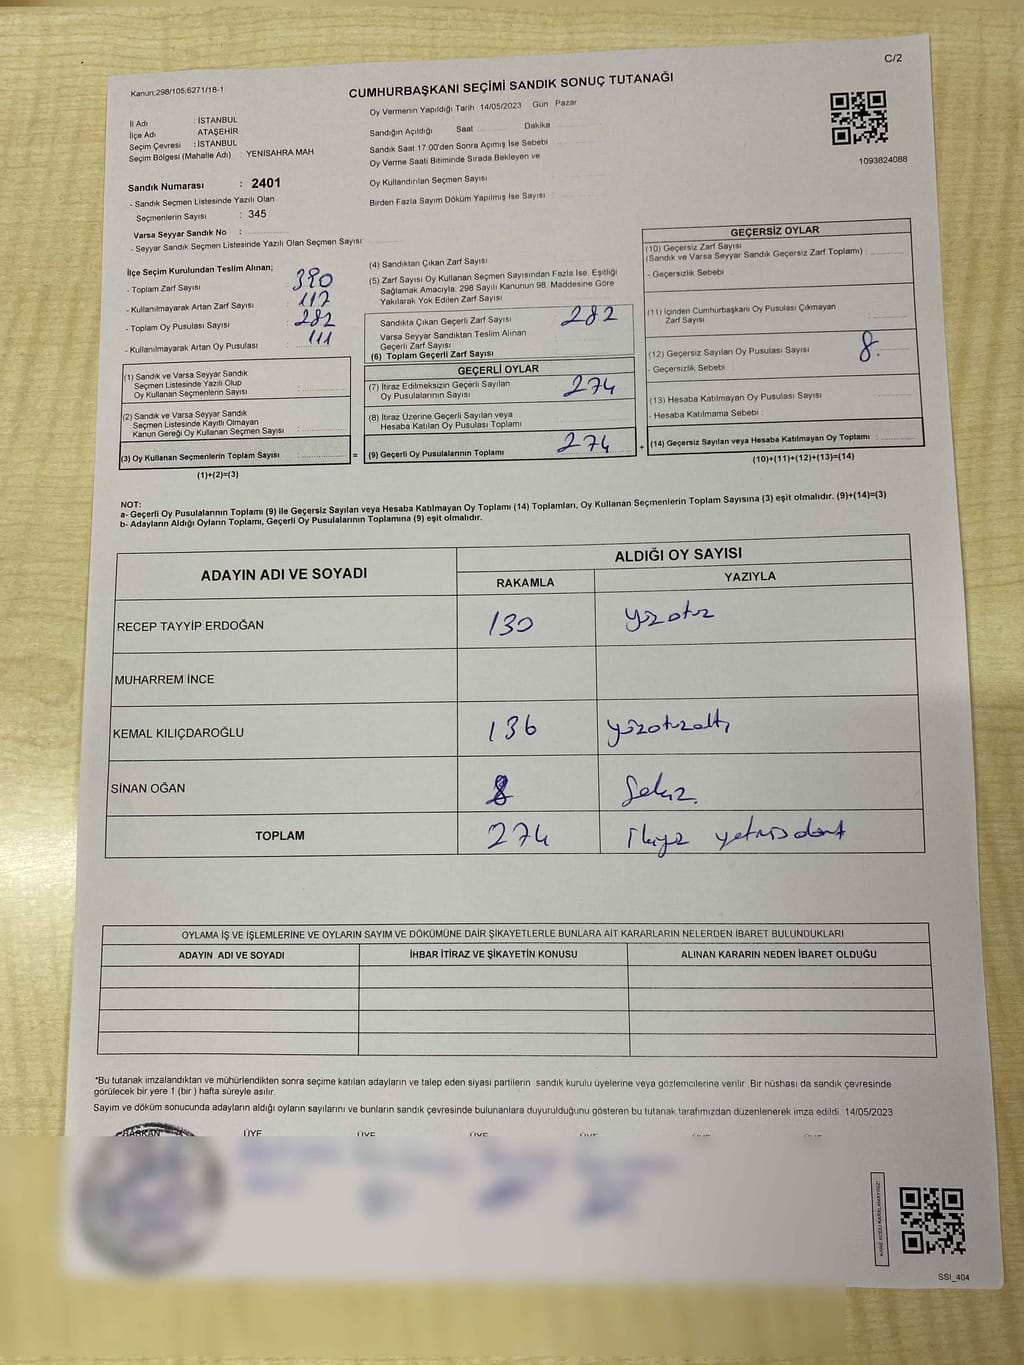 C/2
Kanun:298/105,6271/18-1
CUMHURBAŞKANI SEÇİMİ SANDIK SONUÇ TUTANAĞI
İl Adı : İSTANBUL
İlçe Adı ATAŞEHİR
Seçim Çevresi : İSTANBUL
Seçim Bölgesi (Mahalle Adı) : YENİSAHRA MAH.
Oy Vermenin Yapıldığı Tarih 14/05/2023 Gün Pazar
Sandığın Açıldığı Saat Dakika
Sandık Saat 17.00'den Sonra Açımış İse Sebebi
Oy Verme Saati Bitiminde Sırada Bekleyen ve
Oy Kullandırılan Seçmen Sayısı
Birden Fazla Sayım Döküm Yapılmış İse Sayısı :
1093824088
Sandık Numarası : 2401
- Sandık Seçmen Listesinde Yazılı Olan
Seçmenlerin Sayısı : 345
Varsa Seyyar Sandık No :
- Seyyar Sandık Seçmen Listesinde Yazılı Olan Seçmen Sayısı:
İlçe Seçim Kurulundan Teslim Alınan;
- Toplam Zarf Sayısı : 390
- Kullanılmayarak Artan Zarf Sayısı : 117
- Toplam Oy Pusulası Sayısı : 282
- Kullanılmayarak Artan Oy Pusulası : 111
(1) Sandık ve Varsa Seyyar Sandık
Seçmen Listesinde Yazılı Olup
Oy Kullanan Seçmenlerin Sayısı :
(2) Sandık ve Varsa Seyyar Sandık
Seçmen Listesinde Kayıtlı Olmayan
Kanun Gereği Oy Kullanan Seçmen Sayısı :
(3) Oy Kullanan Seçmenlerin Toplam Sayısı : =
(1)+(2)=(3)
(4) Sandıktan Çıkan Zarf Sayısı :
(5) Zarf Sayısı Oy Kullanan Seçmen Sayısından Fazla İse, Eşitliği
Sağlamak Amacıyla, 298 Sayılı Kanunun 98. Maddesine Göre
Yakılarak Yok Edilen Zarf Sayısı :
Sandıkta Çıkan Geçerli Zarf Sayısı : 282
Varsa Seyyar Sandıktan Teslim Alınan
Geçerli Zarf Sayısı
(6) Toplam Geçerli Zarf Sayısı
GEÇERLİ OYLAR
(7) İtiraz Edilmeksizin Geçerli Sayılan
Oy Pusulalarının Sayısı : 274
(8) İtiraz Üzerine Geçerli Sayılan veya
Hesaba Katılan Oy Pusulası Toplamı
(9) Geçerli Oy Pusulalarının Toplamı : 274 +
GEÇERSİZ OYLAR
(10) Geçersiz Zarf Sayısı
(Sandık ve Varsa Seyyar Sandık Geçersiz Zarf Toplamı) :
- Geçersizlik Sebebi
(11) İçinden Cumhurbaşkanı Oy Pusulası Çıkmayan
Zarf Sayısı :
(12) Geçersiz Sayılan Oy Pusulası Sayısı : 8.
- Geçersizlik Sebebi
(13) Hesaba Katılmayan Oy Pusulası Sayısı
- Hesaba Katılmama Sebebi :
(14) Geçersiz Sayılan veya Hesaba Katılmayan Oy Toplamı :
(10)+(11)+(12)+(13)=(14)
NOT:
a- Geçerli Oy Pusulalarının Toplamı (9) ile Geçersiz Sayılan veya Hesaba Katılmayan Oy Toplamı (14) Toplamları, Oy Kullanan Seçmenlerin Toplam Sayısına (3) eşit olmalıdır. (9)+(14)=(3)
b- Adayların Aldığı Oyların Toplamı, Geçerli Oy Pusulalarının Toplamına (9) eşit olmalıdır.
ADAYIN ADI VE SOYADI ALDIĞI OY SAYISI
RAKAMLA YAZIYLA
RECEP TAYYİP ERDOĞAN 130 yüzotuz
MUHARREM İNCE
KEMAL KILIÇDAROĞLU 136 yüzotuzaltı
SİNAN OĞAN 8 Sekiz.
TOPLAM 274 ikiyüz yetmişdört
OYLAMA İŞ VE İŞLEMLERİNE VE OYLARIN SAYIM VE DÖKÜMÜNE DAİR ŞİKAYETLERLE BUNLARA AİT KARARLARIN NELERDEN İBARET BULUNDUKLARI
ADAYIN ADI VE SOYADI İHBAR İTİRAZ VE ŞİKAYETİN KONUSU ALINAN KARARIN NEDEN İBARET OLDUĞU
*Bu tutanak imzalandıktan ve mühürlendikten sonra seçime katılan adayların ve talep eden siyasi partilerin sandık kurulu üyelerine veya gözlemcilerine verilir. Bir nüshası da sandık çevresinde
görülecek bir yere 1 (bir ) hafta süreyle asılır.
Sayım ve döküm sonucunda adayların aldığı oyların sayılarını ve bunların sandık çevresinde bulunanlara duyurulduğunu gösteren bu tutanak tarafımızdan düzenlenerek imza edildi. 14/05/2023
BAŞKAN ÜYE ÜYE ÜYE ÜYE ÜYE ÜYE
KARE KODU KARALAMAYINIZ!
SSI_404